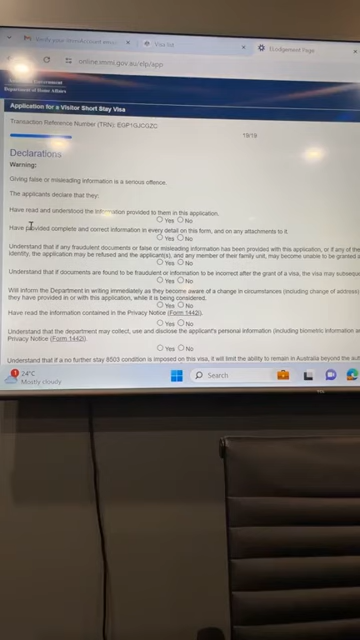 Visa list
Lodgement Page
online.immi.gov.au/elp/app
Department of Home Affairs
Application for a Visitor Short Stay Visa
Transaction Reference Number (TRN):
19/19
Declarations
Warning:
Giving false or misleading information is a serious offence.
The applicants declare that they:
Have read and understood the information provided to them in this application.
Yes No
Have provided complete and correct information in every detail on this form, and on any attachments to it.
Yes No
Understand that if any fraudulent documents or false or misleading information has been provided with this application, or if any of the
identity, the application may be refused and the applicant(s), and any member of their family unit, may become unable to be granted a
Yes No
Understand that if documents are found to be fraudulent or information to be incorrect after the grant of a visa, the visa may subsequ
Yes No
Will inform the Department in writing immediately as they become aware of a change in circumstances (including change of address)
they have provided in or with this application, while it is being considered.
Yes No
Have read the information contained in the Privacy Notice (Form 1442i).
Yes No
Understand that the department may collect, use and disclose the applicant's personal information (including biometric information a
Privacy Notice (Form 1442i).
Yes No
Understand that if a no further stay 8503 condition is imposed on this visa, it will limit the ability to remain in Australia beyond the aut
1
24°C
Mostly cloudy
Search